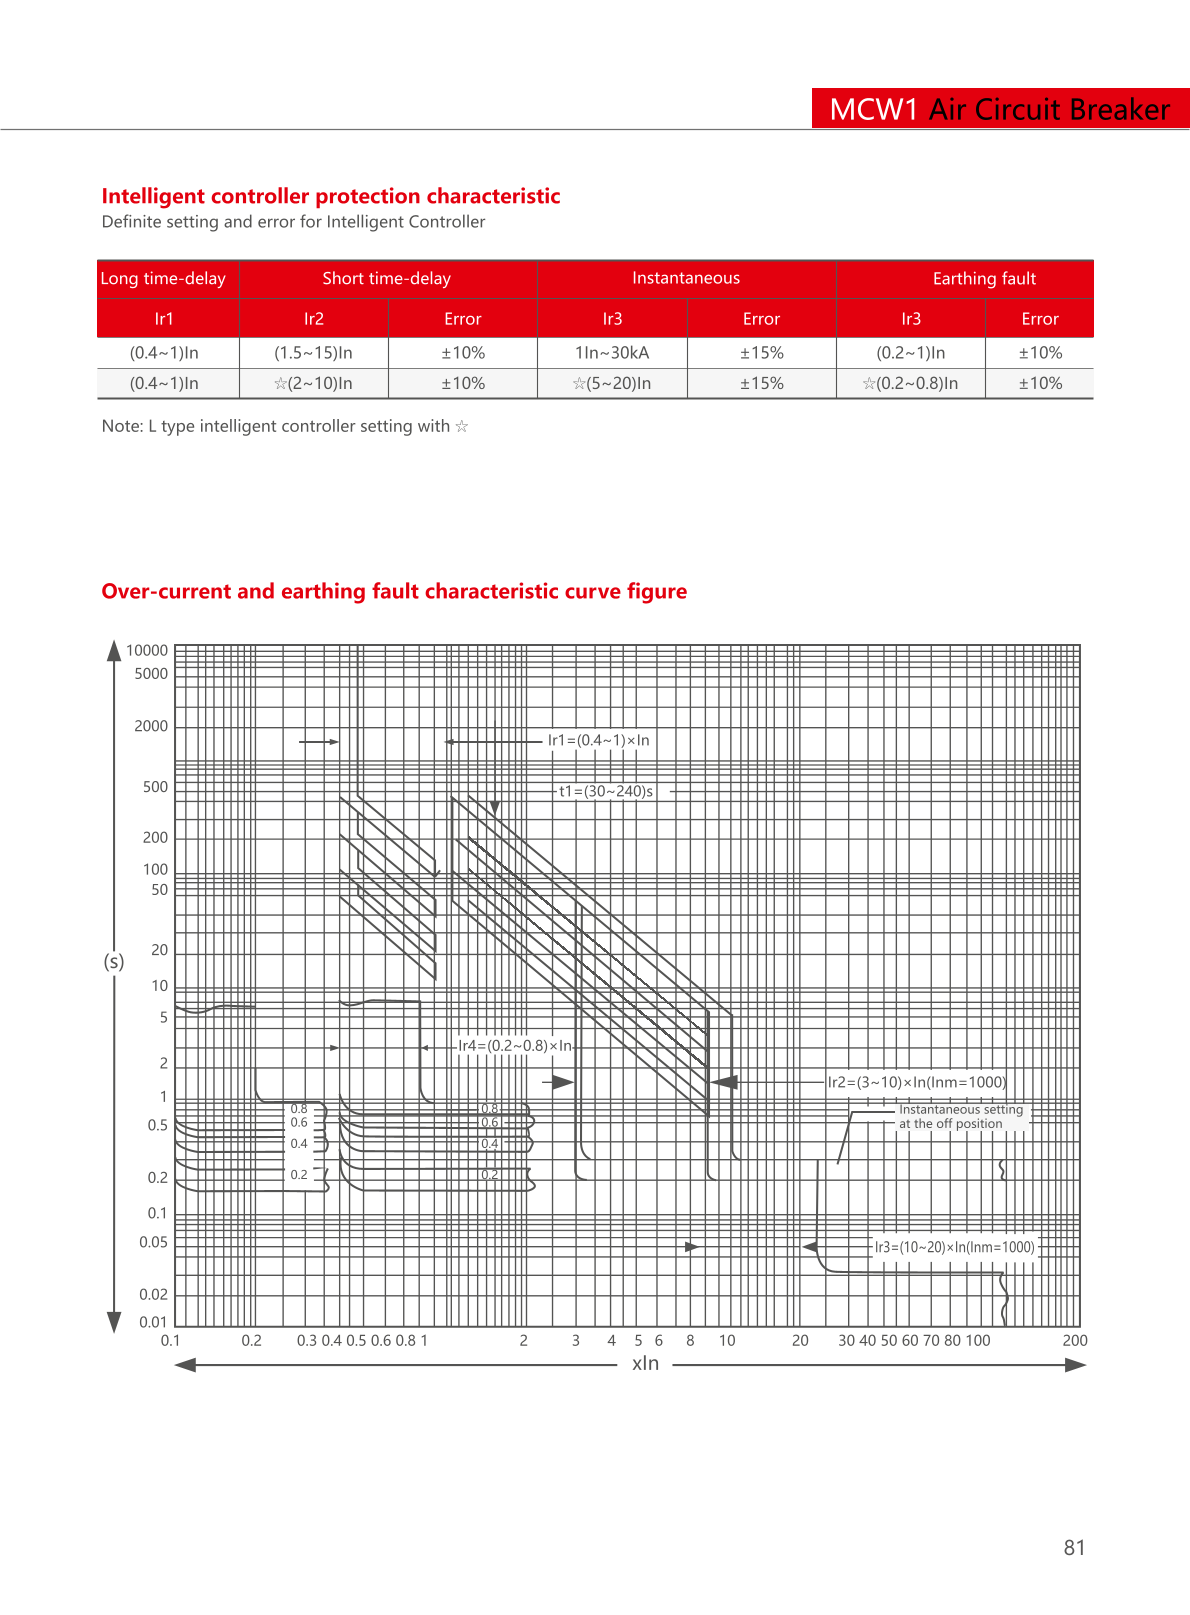 MCW1 Air Circuit Breaker
Intelligent controller protection characteristic
Definite setting and error for Intelligent Controller
Long time-delay Short time-delay Instantaneous Earthing fault
Ir1 Ir2 Error Ir3 Error Ir3 Error
(0.4~1)In (1.5~15)In ±10% 1In~30kA ±15% (0.2~1)In ±10%
(0.4~1)In ☆(2~10)In ±10% ☆(5~20)In ±15% ☆(0.2~0.8)In ±10%
Note: L type intelligent controller setting with ☆
Over-current and earthing fault characteristic curve figure
10000
5000
2000
Ir1=(0.4~1)×In
500
t1=(30~240)s
200
100
50
20
(s)
10
5
Ir4=(0.2~0.8)×In
2
Ir2=(3~10)×In(Inm=1000)
1
0.8 0.8
Instantaneous setting
at the off position
0.6 0.6
0.5
0.4 0.4
0.2 0.2
0.2
0.1
0.05
Ir3=(10~20)×In(Inm=1000)
0.02
0.01
0.1 0.2 0.3 0.4 0.5 0.6 0.8 1 2 3 4 5 6 8 10 20 30 40 50 60 70 80 100 200
xIn
81